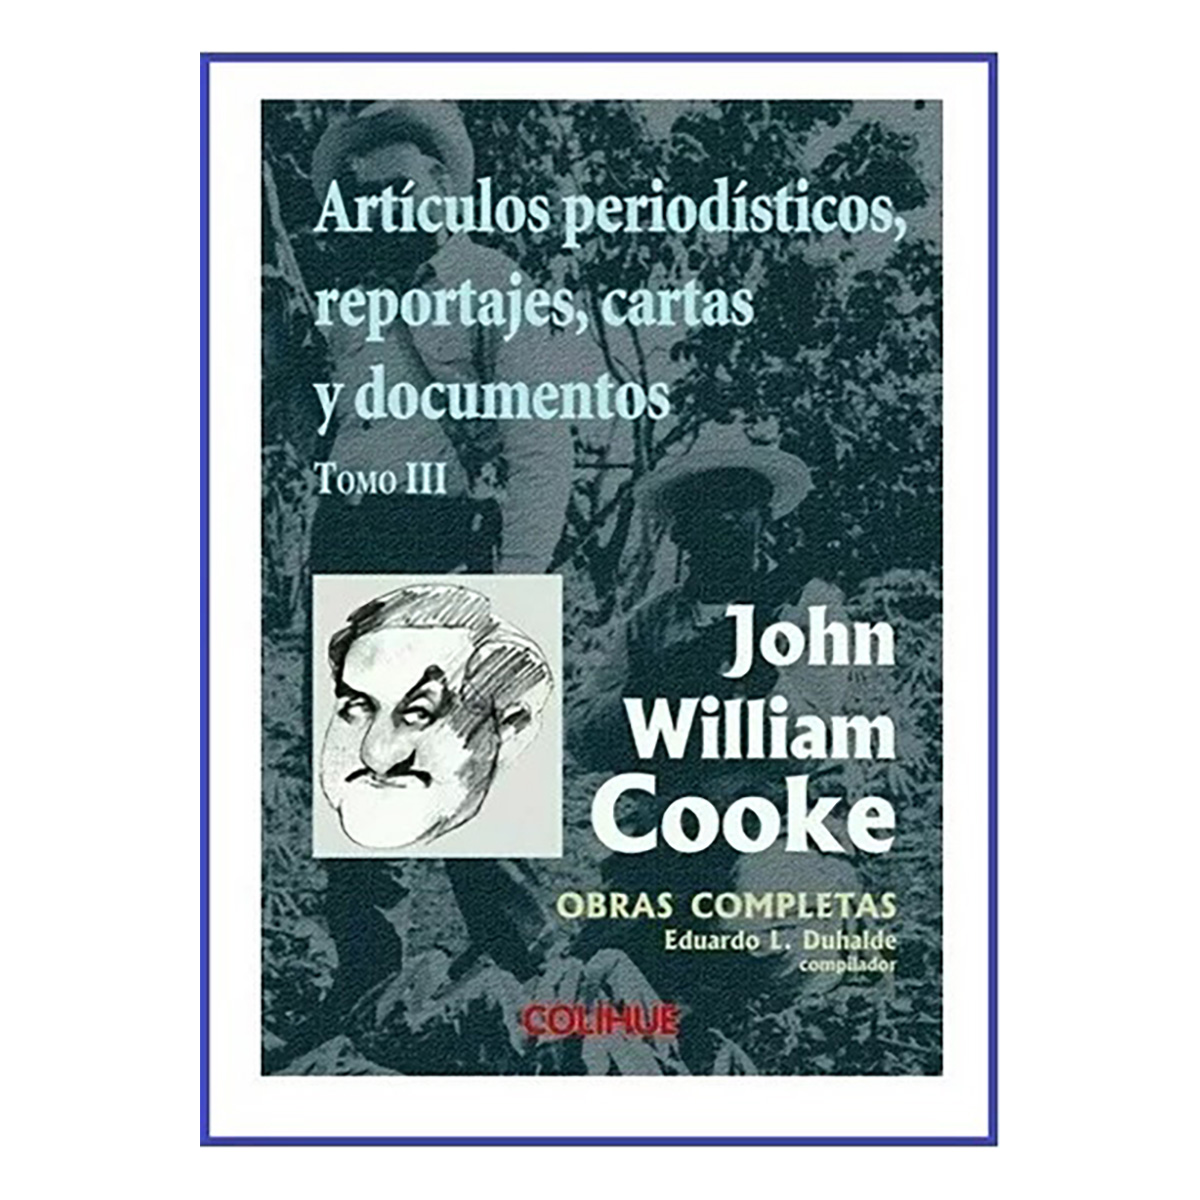 Artículos periodísticos,
reportajes, cartas
y documentos
Tomo III
John
William
Cooke
OBRAS COMPLETAS
Eduardo L. Duhalde
compilador
COLIHUE